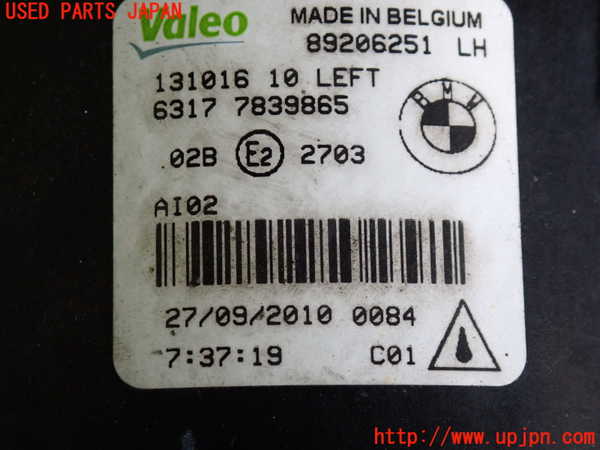 USED PARTS JAPAN
Valeo
MADE IN BELGIUM
89206251 LH
131016 10 LEFT
6317 7839865
BMW
02B E2 2703
AI02
27/09/2010 0084
7:37:19 C01
http://www.upjpn.com/